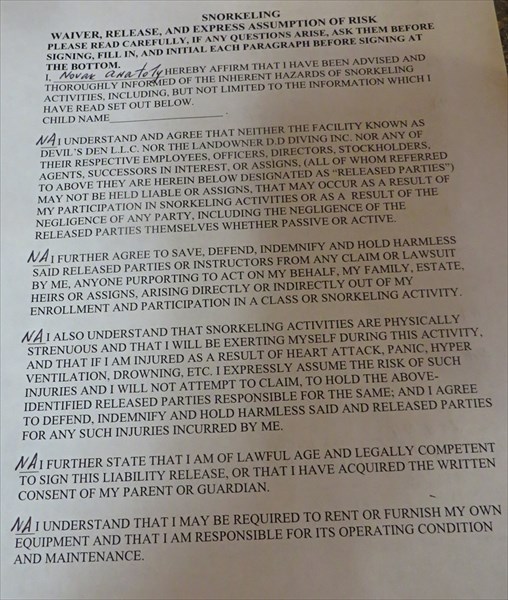 SNORKELING
WAIVER, RELEASE, AND EXPRESS ASSUMPTION OF RISK
PLEASE READ CAREFULLY, IF ANY QUESTIONS ARISE, ASK THEM BEFORE
SIGNING, FILL IN, AND INITIAL EACH PARAGRAPH BEFORE SIGNING AT
THE BOTTOM.
I, Novak Anatoly HEREBY AFFIRM THAT I HAVE BEEN ADVISED AND
THOROUGHLY INFORMED OF THE INHERENT HAZARDS OF SNORKELING
ACTIVITIES, INCLUDING, BUT NOT LIMITED TO THE INFORMATION WHICH I
HAVE READ SET OUT BELOW.
CHILD NAME
NA I UNDERSTAND AND AGREE THAT NEITHER THE FACILITY KNOWN AS
DEVIL'S DEN L.L.C. NOR THE LANDOWNER D.D DIVING INC. NOR ANY OF
THEIR RESPECTIVE EMPLOYEES, OFFICERS, DIRECTORS, STOCKHOLDERS,
AGENTS, SUCCESSORS IN INTEREST, OR ASSIGNS, (ALL OF WHOM REFERRED
TO ABOVE THEY ARE HEREIN BELOW DESIGNATED AS "RELEASED PARTIES")
MAY NOT BE HELD LIABLE OR ASSIGNS, THAT MAY OCCUR AS A RESULT OF
MY PARTICIPATION IN SNORKELING ACTIVITIES OR AS A RESULT OF THE
NEGLIGENCE OF ANY PARTY, INCLUDING THE NEGLIGENCE OF THE
RELEASED PARTIES THEMSELVES WHETHER PASSIVE OR ACTIVE.
NA I FURTHER AGREE TO SAVE, DEFEND, INDEMNIFY AND HOLD HARMLESS
SAID RELEASED PARTIES OR INSTRUCTORS FROM ANY CLAIM OR LAWSUIT
BY ME, ANYONE PURPORTING TO ACT ON MY BEHALF, MY FAMILY, ESTATE,
HEIRS OR ASSIGNS, ARISING DIRECTLY OR INDIRECTLY OUT OF MY
ENROLLMENT AND PARTICIPATION IN A CLASS OR SNORKELING ACTIVITY.
NA I ALSO UNDERSTAND THAT SNORKELING ACTIVITIES ARE PHYSICALLY
STRENUOUS AND THAT I WILL BE EXERTING MYSELF DURING THIS ACTIVITY,
AND THAT IF I AM INJURED AS A RESULT OF HEART ATTACK, PANIC, HYPER
VENTILATION, DROWNING, ETC. I EXPRESSLY ASSUME THE RISK OF SUCH
INJURIES AND I WILL NOT ATTEMPT TO CLAIM, TO HOLD THE ABOVE-
IDENTIFIED RELEASED PARTIES RESPONSIBLE FOR THE SAME; AND I AGREE
TO DEFEND, INDEMNIFY AND HOLD HARMLESS SAID AND RELEASED PARTIES
FOR ANY SUCH INJURIES INCURRED BY ME.
NA I FURTHER STATE THAT I AM OF LAWFUL AGE AND LEGALLY COMPETENT
TO SIGN THIS LIABILITY RELEASE, OR THAT I HAVE ACQUIRED THE WRITTEN
CONSENT OF MY PARENT OR GUARDIAN.
NA I UNDERSTAND THAT I MAY BE REQUIRED TO RENT OR FURNISH MY OWN
EQUIPMENT AND THAT I AM RESPONSIBLE FOR ITS OPERATING CONDITION
AND MAINTENANCE.